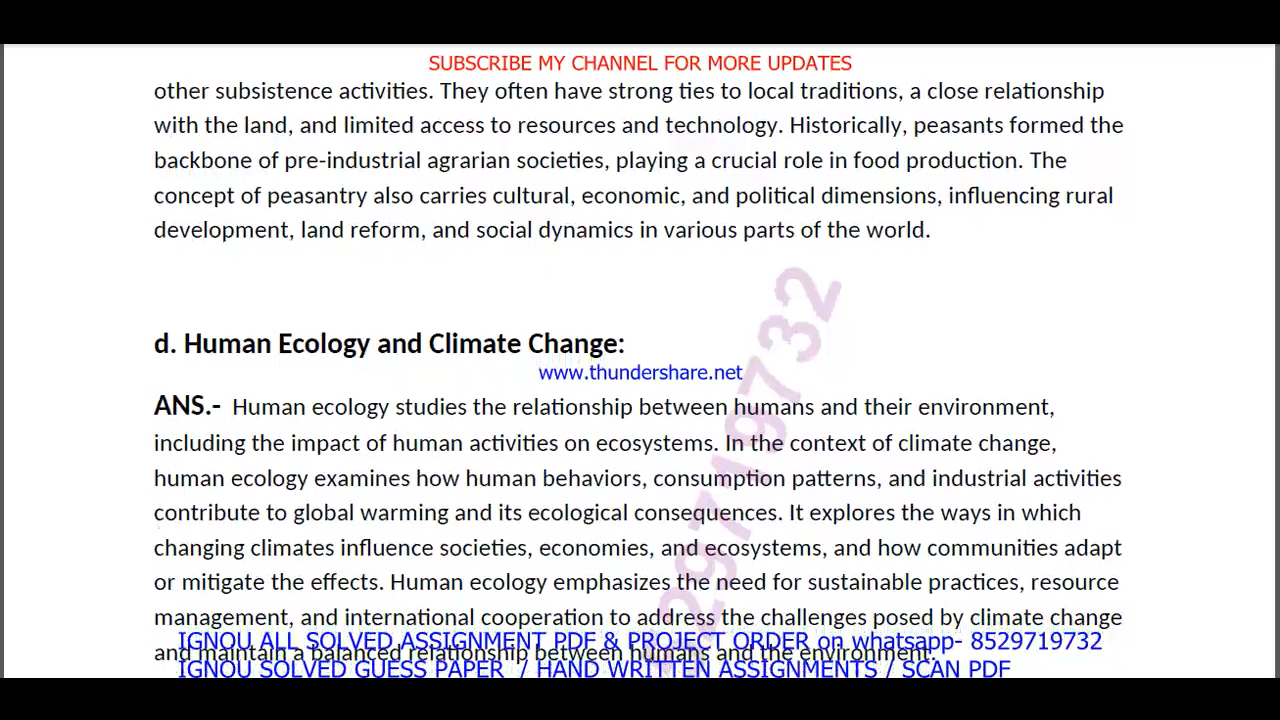 SUBSCRIBE MY CHANNEL FOR MORE UPDATES
other subsistence activities. They often have strong ties to local traditions, a close relationship
with the land, and limited access to resources and technology. Historically, peasants formed the
backbone of pre-industrial agrarian societies, playing a crucial role in food production. The
concept of peasantry also carries cultural, economic, and political dimensions, influencing rural
development, land reform, and social dynamics in various parts of the world.
d. Human Ecology and Climate Change:
www.thundershare.net
ANS.- Human ecology studies the relationship between humans and their environment,
including the impact of human activities on ecosystems. In the context of climate change,
human ecology examines how human behaviors, consumption patterns, and industrial activities
contribute to global warming and its ecological consequences. It explores the ways in which
changing climates influence societies, economies, and ecosystems, and how communities adapt
or mitigate the effects. Human ecology emphasizes the need for sustainable practices, resource
management, and international cooperation to address the challenges posed by climate change
IGNOU ALL SOLVED ASSIGNMENT PDF & PROJECT ORDER on whatsapp- 8529719732
and maintain a balanced relationship between humans and the environment.
IGNOU SOLVED GUESS PAPER / HAND WRITTEN ASSIGNMENTS / SCAN PDF
29719732